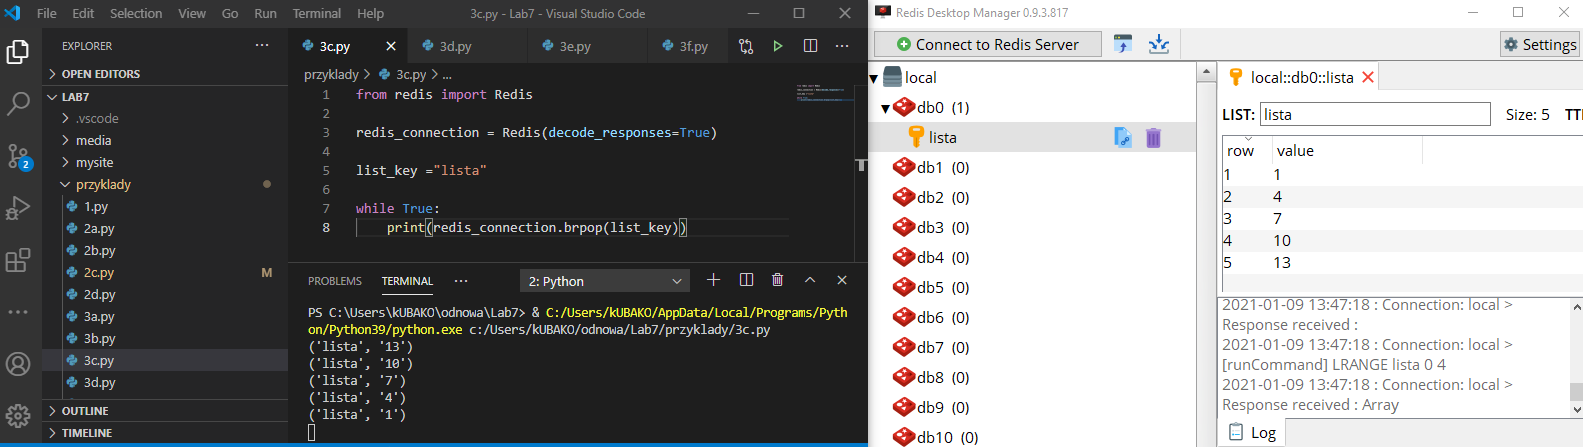 File Edit Selection View Go Run Terminal Help 3c.py - Lab7 - Visual Studio Code
EXPLORER
OPEN EDITORS
LAB7
.vscode
media
mysite
przyklady
1.py
2a.py
2b.py
2c.py M
2d.py
3a.py
3b.py
3c.py
3d.py
OUTLINE
TIMELINE
2
3c.py 3d.py 3e.py 3f.py
przyklady > 3c.py > ...
1 from redis import Redis
2
3 redis_connection = Redis(decode_responses=True)
4
5 list_key ="lista"
6
7 while True:
8 print(redis_connection.brpop(list_key))
PROBLEMS TERMINAL ... 2: Python
PS C:\Users\kUBAKO\odnowa\Lab7> & C:/Users/kUBAKO/AppData/Local/Programs/Pyth
on/Python39/python.exe c:/Users/kUBAKO/odnowa/Lab7/przyklady/3c.py
('lista', '13')
('lista', '10')
('lista', '7')
('lista', '4')
('lista', '1')
Redis Desktop Manager 0.9.3.817
Connect to Redis Server
Settings
local
db0 (1)
lista
db1 (0)
db2 (0)
db3 (0)
db4 (0)
db5 (0)
db6 (0)
db7 (0)
db8 (0)
db9 (0)
db10 (0)
local::db0::lista
LIST: lista Size: 5 TTL
row value
1 1
2 4
3 7
4 10
5 13
2021-01-09 13:47:18 : Connection: local >
Response received :
2021-01-09 13:47:18 : Connection: local >
[runCommand] LRANGE lista 0 4
2021-01-09 13:47:18 : Connection: local >
Response received : Array
Log